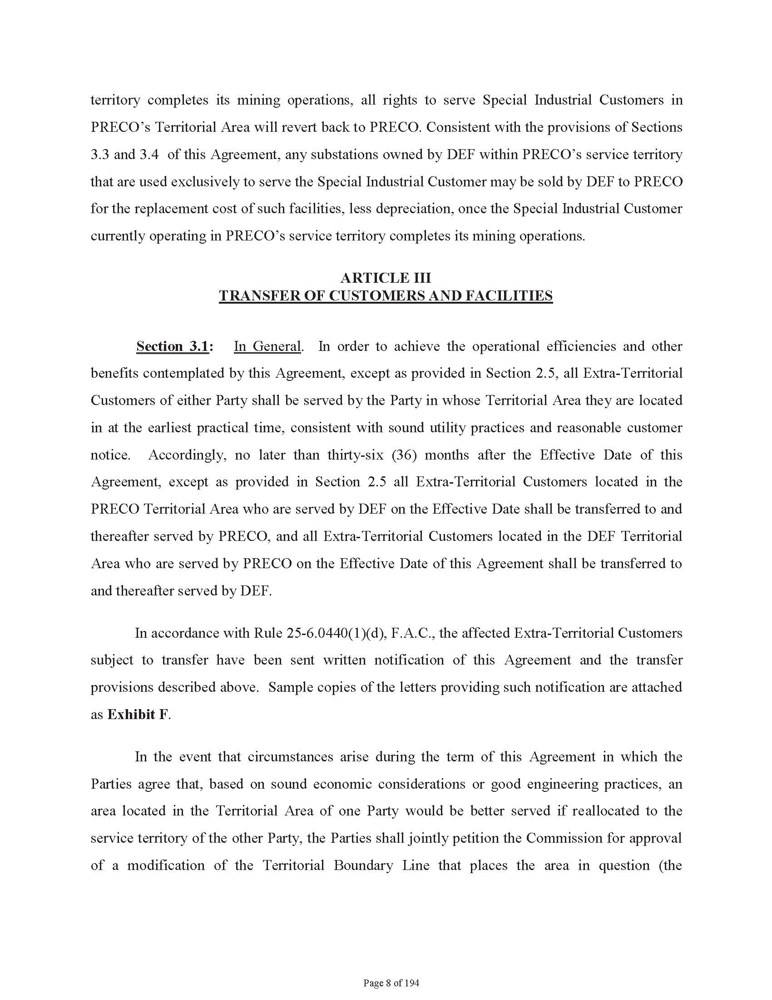 territory completes its mining operations, all rights to serve Special Industrial Customers in
PRECO’s Territorial Area will revert back to PRECO. Consistent with the provisions of Sections
3.3 and 3.4  of this Agreement, any substations owned by DEF within PRECO’s service territory
that are used exclusively to serve the Special Industrial Customer may be sold by DEF to PRECO
for the replacement cost of such facilities, less depreciation, once the Special Industrial Customer
currently operating in PRECO’s service territory completes its mining operations.
ARTICLE III
TRANSFER OF CUSTOMERS AND FACILITIES
Section 3.1: In General. In order to achieve the operational efficiencies and other
benefits contemplated by this Agreement, except as provided in Section 2.5, all Extra-Territorial
Customers of either Party shall be served by the Party in whose Territorial Area they are located
in at the earliest practical time, consistent with sound utility practices and reasonable customer
notice. Accordingly, no later than thirty-six (36) months after the Effective Date of this
Agreement, except as provided in Section 2.5 all Extra-Territorial Customers located in the
PRECO Territorial Area who are served by DEF on the Effective Date shall be transferred to and
thereafter served by PRECO, and all Extra-Territorial Customers located in the DEF Territorial
Area who are served by PRECO on the Effective Date of this Agreement shall be transferred to
and thereafter served by DEF.
In accordance with Rule 25-6.0440(1)(d), F.A.C., the affected Extra-Territorial Customers
subject to transfer have been sent written notification of this Agreement and the transfer
provisions described above. Sample copies of the letters providing such notification are attached
as Exhibit F.
In the event that circumstances arise during the term of this Agreement in which the
Parties agree that, based on sound economic considerations or good engineering practices, an
area located in the Territorial Area of one Party would be better served if reallocated to the
service territory of the other Party, the Parties shall jointly petition the Commission for approval
of a modification of the Territorial Boundary Line that places the area in question (the
Page 8 of 194